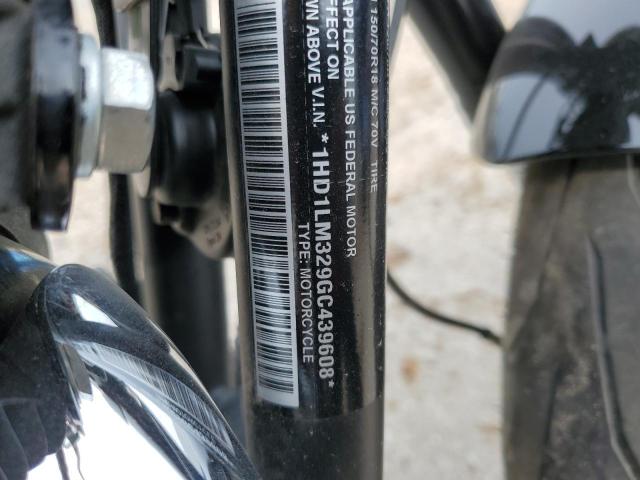 150/70R18 M/C 70V TIRE
APPLICABLE US FEDERAL MOTOR
EFFECT ON
WN ABOVE V.I.N.
*1HD1LM329GC439608*
TYPE: MOTORCYCLE